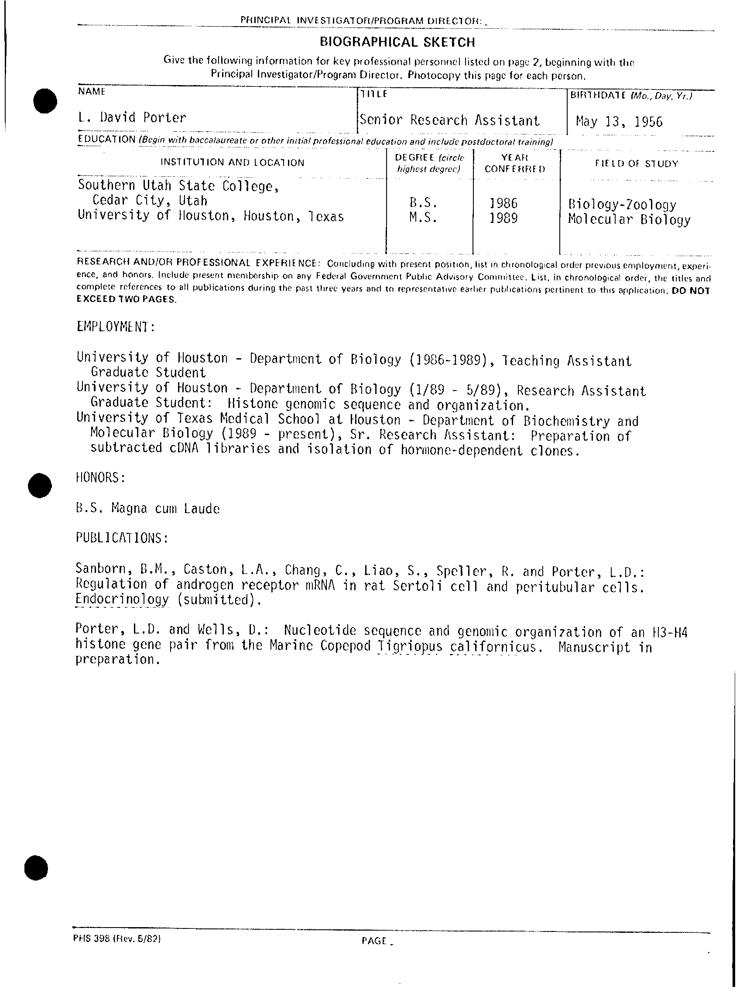 PRINCIPAL INVESTIGATOR/PROGRAM DIRECTOR:
BIOGRAPHICAL SKETCH
Give the following information for key professional personnel listed on page 2, beginning with the
Principal Investigator/Program Director. Photocopy this page for each person.
NAME TITLE BIRTHDATE (Mo., Day, Yr.)
L. David Porter Senior Research Assistant May 13, 1956
EDUCATION (Begin with baccalaureate or other initial professional education and include postdoctoral training)
INSTITUTION AND LOCATION DEGREE (circle highest degree) YEAR CONFERRED FIELD OF STUDY
Southern Utah State College,
Cedar City, Utah B.S. 1986 Biology-Zoology
University of Houston, Houston, Texas M.S. 1989 Molecular Biology
RESEARCH AND/OR PROFESSIONAL EXPERIENCE: Concluding with present position, list in chronological order previous employment, experi-
ence, and honors. Include present membership on any Federal Government Public Advisory Committee. List, in chronological order, the titles and
complete references to all publications during the past three years and to representative earlier publications pertinent to this application. DO NOT
EXCEED TWO PAGES.
EMPLOYMENT:
University of Houston - Department of Biology (1986-1989), Teaching Assistant
Graduate Student
University of Houston - Department of Biology (1/89 - 5/89), Research Assistant
Graduate Student: Histone genomic sequence and organization.
University of Texas Medical School at Houston - Department of Biochemistry and
Molecular Biology (1989 - present), Sr. Research Assistant: Preparation of
subtracted cDNA libraries and isolation of hormone-dependent clones.
HONORS:
B.S. Magna cum Laude
PUBLICATIONS:
Sanborn, B.M., Caston, L.A., Chang, C., Liao, S., Speller, R. and Porter, L.D.:
Regulation of androgen receptor mRNA in rat Sertoli cell and peritubular cells.
Endocrinology (submitted).
Porter, L.D. and Wells, D.: Nucleotide sequence and genomic organization of an H3-H4
histone gene pair from the Marine Copepod Tigriopus californicus. Manuscript in
preparation.
PHS 398 (Rev. 5/82) PAGE